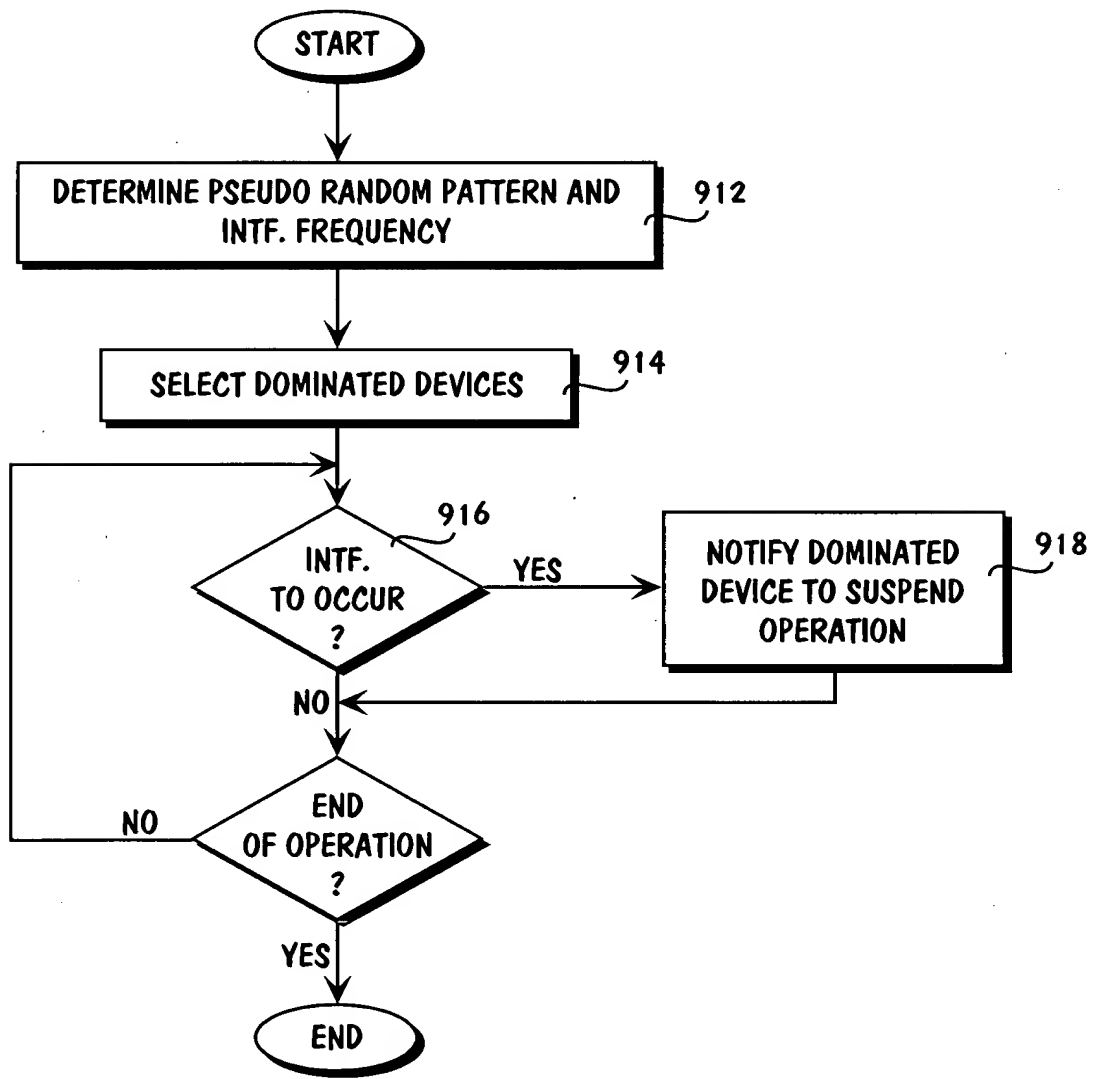 START
DETERMINE PSEUDO RANDOM PATTERN AND
INTF. FREQUENCY
912
SELECT DOMINATED DEVICES
914
916
INTF.
TO OCCUR
?
YES
NOTIFY DOMINATED
DEVICE TO SUSPEND
OPERATION
918
NO
END
OF OPERATION
?
NO
YES
END